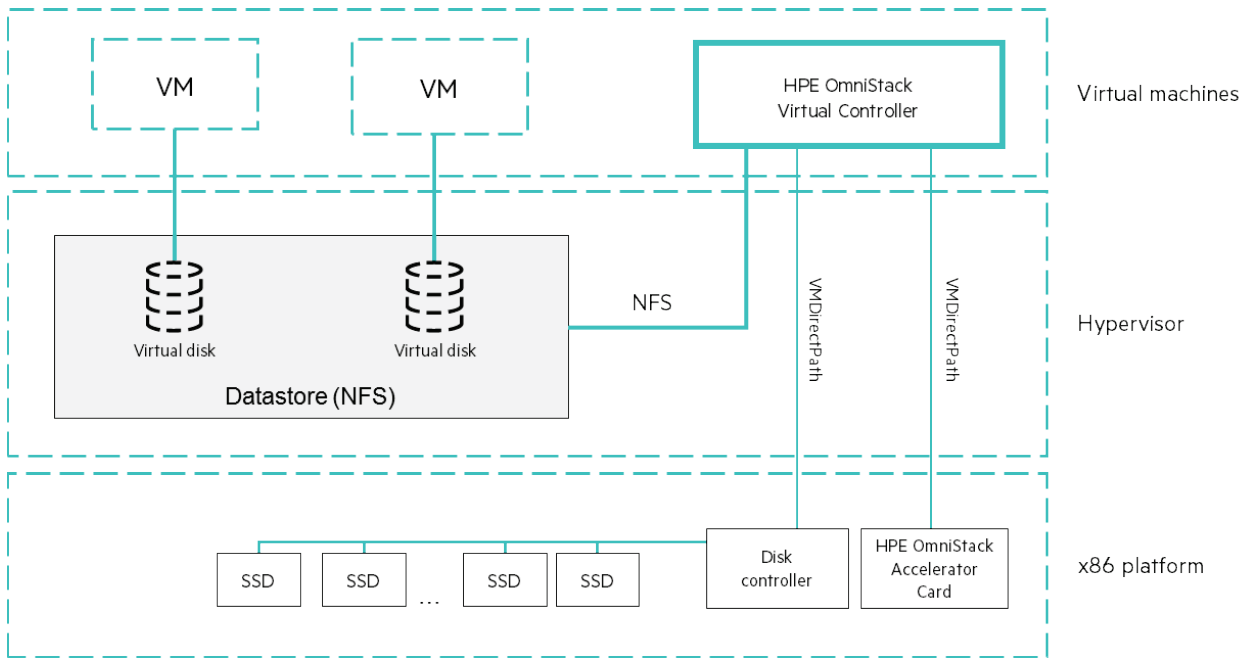 VM
VM
HPE OmniStack
Virtual Controller
Virtual machines
NFS
VMDirectPath
VMDirectPath
Virtual disk
Virtual disk
Datastore (NFS)
Hypervisor
SSD
SSD
...
SSD
SSD
Disk
controller
HPE OmniStack
Accelerator
Card
x86 platform